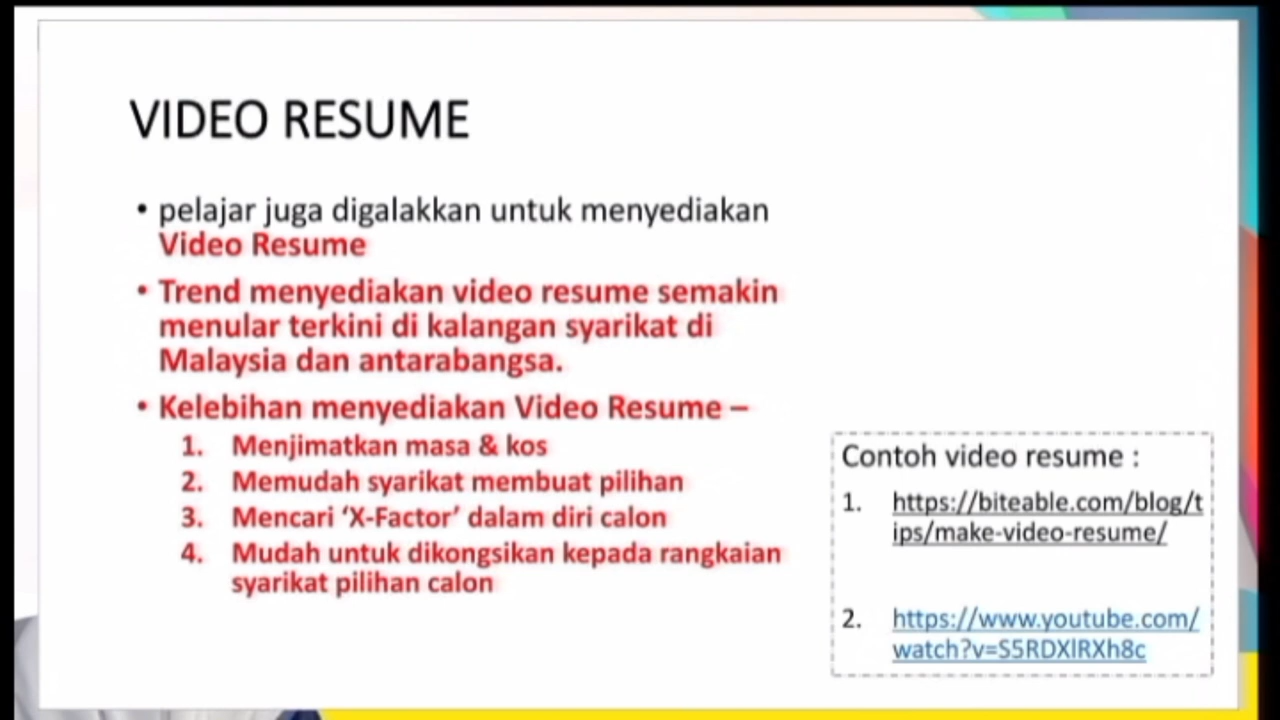 VIDEO RESUME
• pelajar juga digalakkan untuk menyediakan
Video Resume
• Trend menyediakan video resume semakin
menular terkini di kalangan syarikat di
Malaysia dan antarabangsa.
• Kelebihan menyediakan Video Resume –
1. Menjimatkan masa & kos
2. Memudah syarikat membuat pilihan
3. Mencari ‘X-Factor’ dalam diri calon
4. Mudah untuk dikongsikan kepada rangkaian
syarikat pilihan calon
Contoh video resume :
1. https://biteable.com/blog/t
ips/make-video-resume/
2. https://www.youtube.com/
watch?v=S5RDXlRXh8c